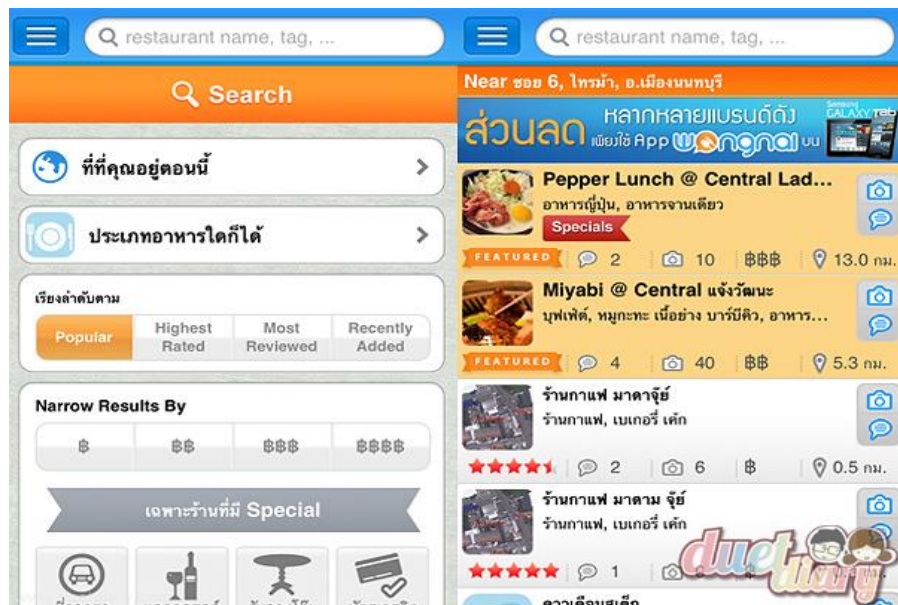 restaurant name, tag, ...
Search
ที่ที่คุณอยู่ตอนนี้
ประเภทอาหารใดก็ได้
เรียงลำดับตาม
Popular
Highest Rated
Most Reviewed
Recently Added
Narrow Results By
฿
฿฿
฿฿฿
฿฿฿฿
เฉพาะร้านที่มี Special
restaurant name, tag, ...
Near ซอย 6, ไทรม้า, อ.เมืองนนทบุรี
ส่วนลด
หลากหลายแบรนด์ดัง
เพียงใช้ App wongnai บน
Samsung
GALAXY Tab
Pepper Lunch @ Central Lad...
อาหารญี่ปุ่น, อาหารจานเดียว
Specials
FEATURED 2 10 ฿฿฿ 13.0 กม.
Miyabi @ Central แจ้งวัฒนะ
บุฟเฟ่ต์, หมูกะทะ เนื้อย่าง บาร์บีคิว, อาหาร...
FEATURED 4 40 ฿฿ 5.3 กม.
ร้านกาแฟ มาดาจุ๊ย์
ร้านกาแฟ, เบเกอรี่ เค้ก
2 6 ฿ 0.5 กม.
ร้านกาแฟ มาดาม จุ๊ย์
ร้านกาแฟ, เบเกอรี่ เค้ก
1
duet diary